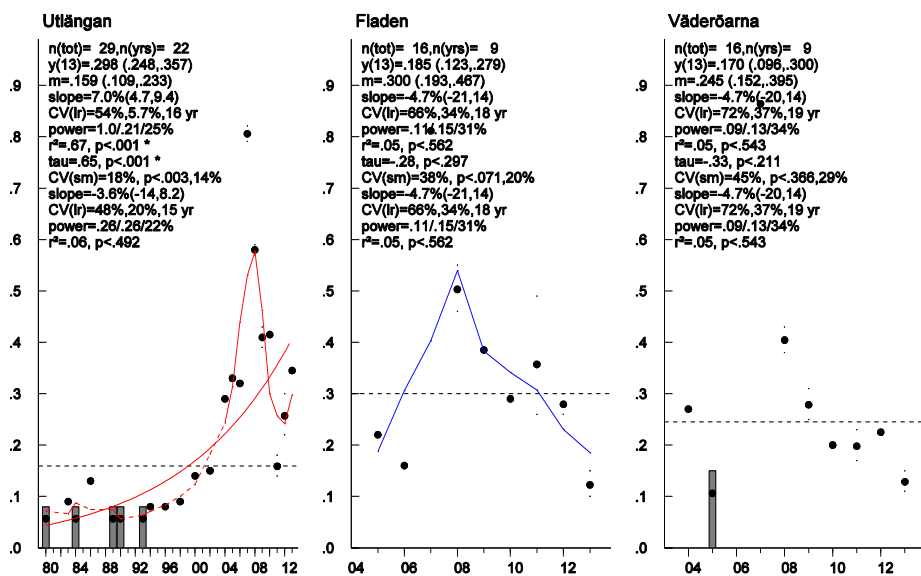 Utlängan
n(tot)= 29,n(yrs)= 22
y(13)=.298 (.248,.357)
m=.159 (.109,.233)
slope=7.0%(4.7,9.4)
CV(lr)=54%,5.7%,16 yr
power=1.0/.21/25%
r²=.67, p<.001 *
tau=.65, p<.001 *
CV(sm)=18%, p<.003,14%
slope=-3.6%(-14,8.2)
CV(lr)=48%,20%,15 yr
power=.26/.26/22%
r²=.06, p<.492
.9
.8
.7
.6
.5
.4
.3
.2
.1
.0
80 84 88 92 96 00 04 08 12
Fladen
n(tot)= 16,n(yrs)= 9
y(13)=.185 (.123,.279)
m=.300 (.193,.467)
slope=-4.7%(-21,14)
CV(lr)=66%,34%,18 yr
power=.11/.15/31%
r²=.05, p<.562
tau=-.28, p<.297
CV(sm)=38%, p<.071,20%
slope=-4.7%(-21,14)
CV(lr)=66%,34%,18 yr
power=.11/.15/31%
r²=.05, p<.562
.9
.8
.7
.6
.5
.4
.3
.2
.1
.0
04 06 08 10 12
Väderöarna
n(tot)= 16,n(yrs)= 9
y(13)=.170 (.096,.300)
m=.245 (.152,.395)
slope=-4.7%(-20,14)
CV(lr)=72%,37%,19 yr
power=.09/.13/34%
r²=.05, p<.543
tau=-.33, p<.211
CV(sm)=45%, p<.366,29%
slope=-4.7%(-20,14)
CV(lr)=72%,37%,19 yr
power=.09/.13/34%
r²=.05, p<.543
.9
.8
.7
.6
.5
.4
.3
.2
.1
.0
04 06 08 10 12